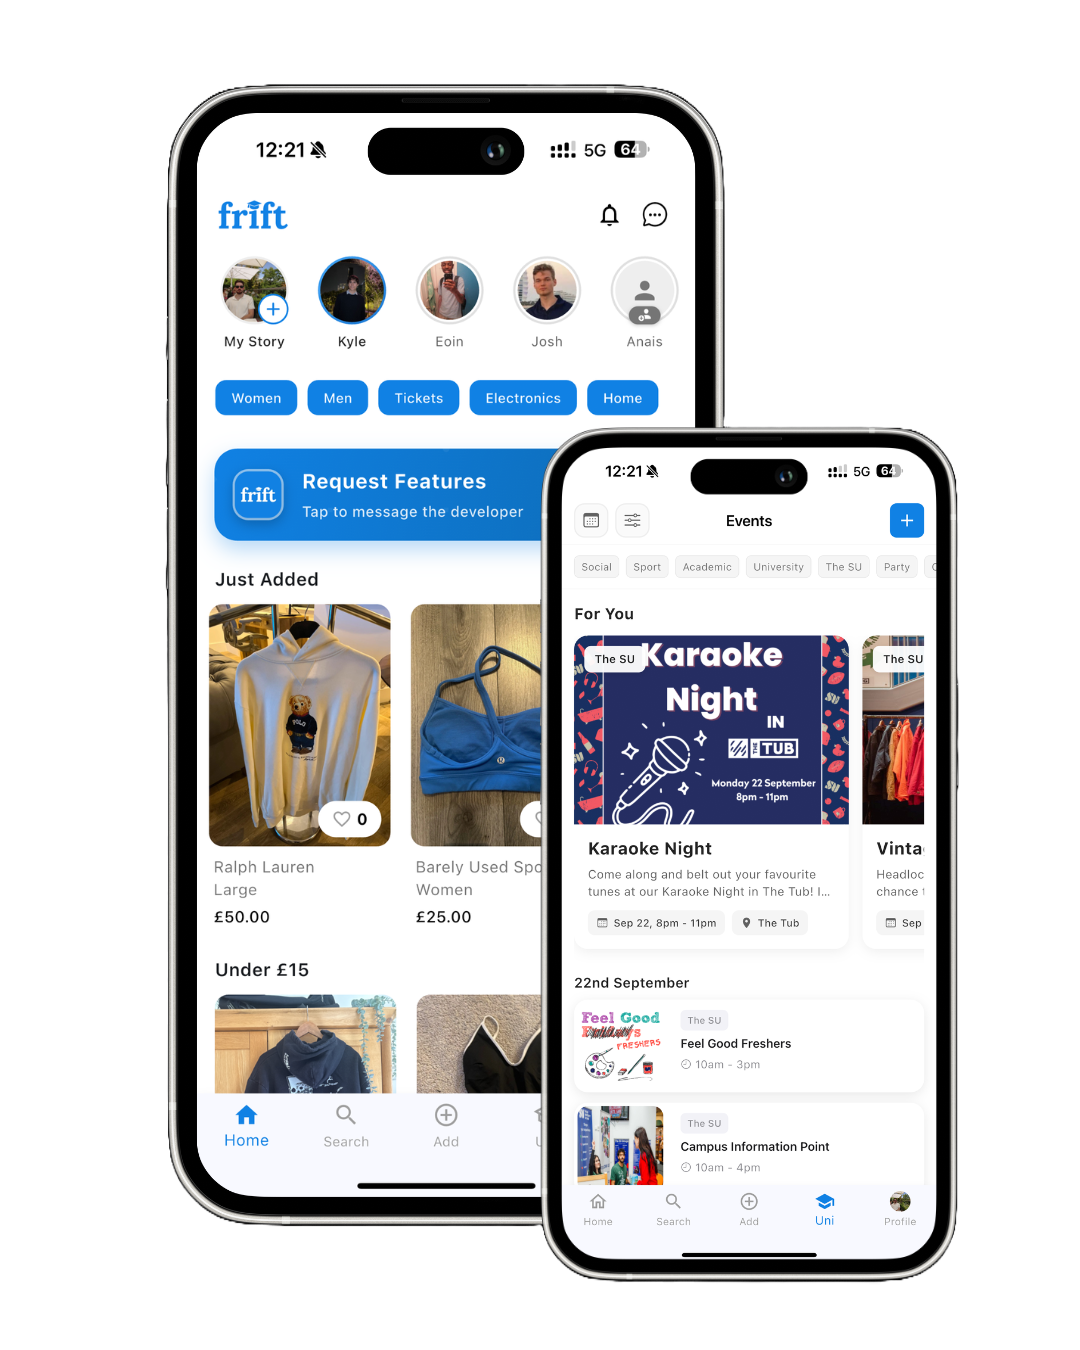 12:21
5G 64
frift
My Story
Kyle
Eoin
Josh
Anais
Women
Men
Tickets
Electronics
Home
frift
Request Features
Tap to message the developer
Just Added
POLO
0
Ralph Lauren
Large
£50.00
Barely Used Spo
Women
£25.00
Under £15
Home
Search
Add
U
12:21
5G 64
Events
Social
Sport
Academic
University
The SU
Party
For You
The SU
Karaoke
Night
IN
THE TUB
Monday 22 September
8pm - 11pm
Karaoke Night
Come along and belt out your favourite
tunes at our Karaoke Night in The Tub! I...
Sep 22, 8pm - 11pm
The Tub
The SU
Vinta
Headloc
chance t
Sep
22nd September
Feel Good
FRESHERS
The SU
Feel Good Freshers
10am - 3pm
The SU
Campus Information Point
10am - 4pm
Home
Search
Add
Uni
Profile